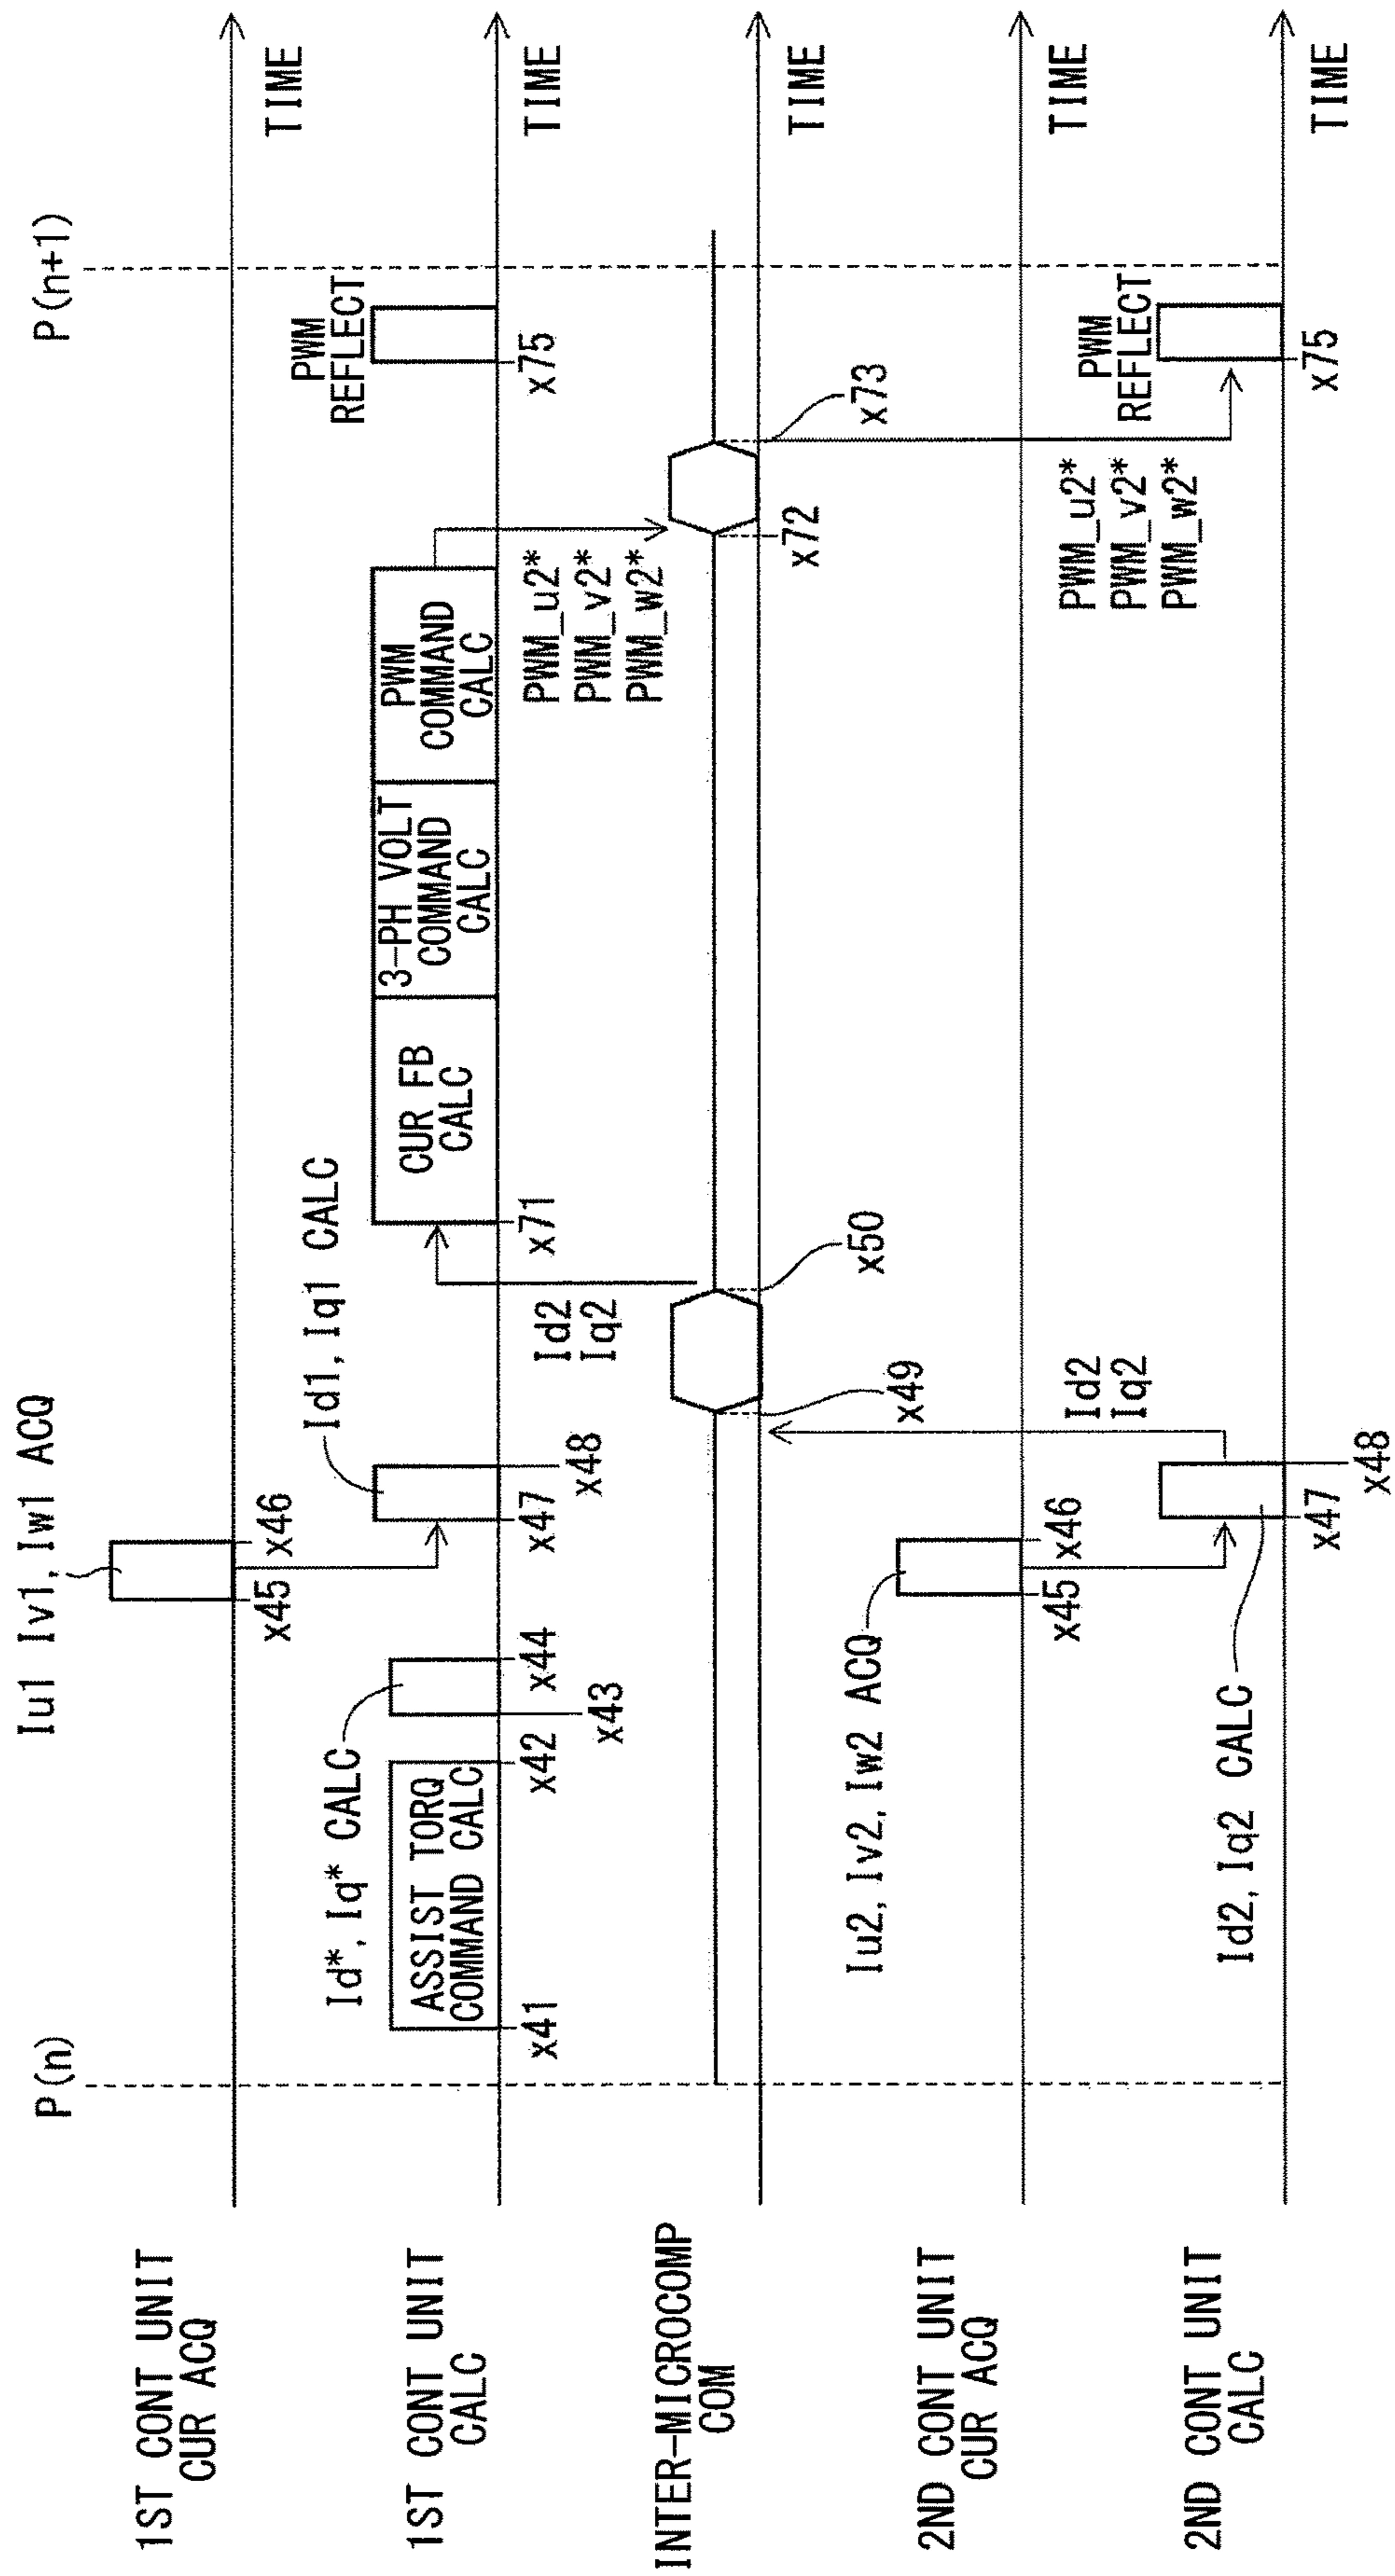 P(n)
P(n+1)
Iu1 Iv1, Iw1 ACQ
1ST CONT UNIT
CUR ACQ
x45
x46
TIME
1ST CONT UNIT
CALC
Id*, Iq* CALC
ASSIST TORQ
COMMAND CALC
x41
x42
x43
x44
Id1, Iq1 CALC
x47
x48
CUR FB
CALC
x71
3-PH VOLT
COMMAND
CALC
PWM
COMMAND
CALC
PWM
REFLECT
x75
TIME
Id2
Iq2
PWM_u2*
PWM_v2*
PWM_w2*
INTER-MICROCOMP
COM
x49
x50
x72
x73
TIME
2ND CONT UNIT
CUR ACQ
Iu2, Iv2, Iw2 ACQ
x45
x46
TIME
Id2
Iq2
PWM_u2*
PWM_v2*
PWM_w2*
2ND CONT UNIT
CALC
Id2, Iq2 CALC
x47
x48
PWM
REFLECT
x75
TIME